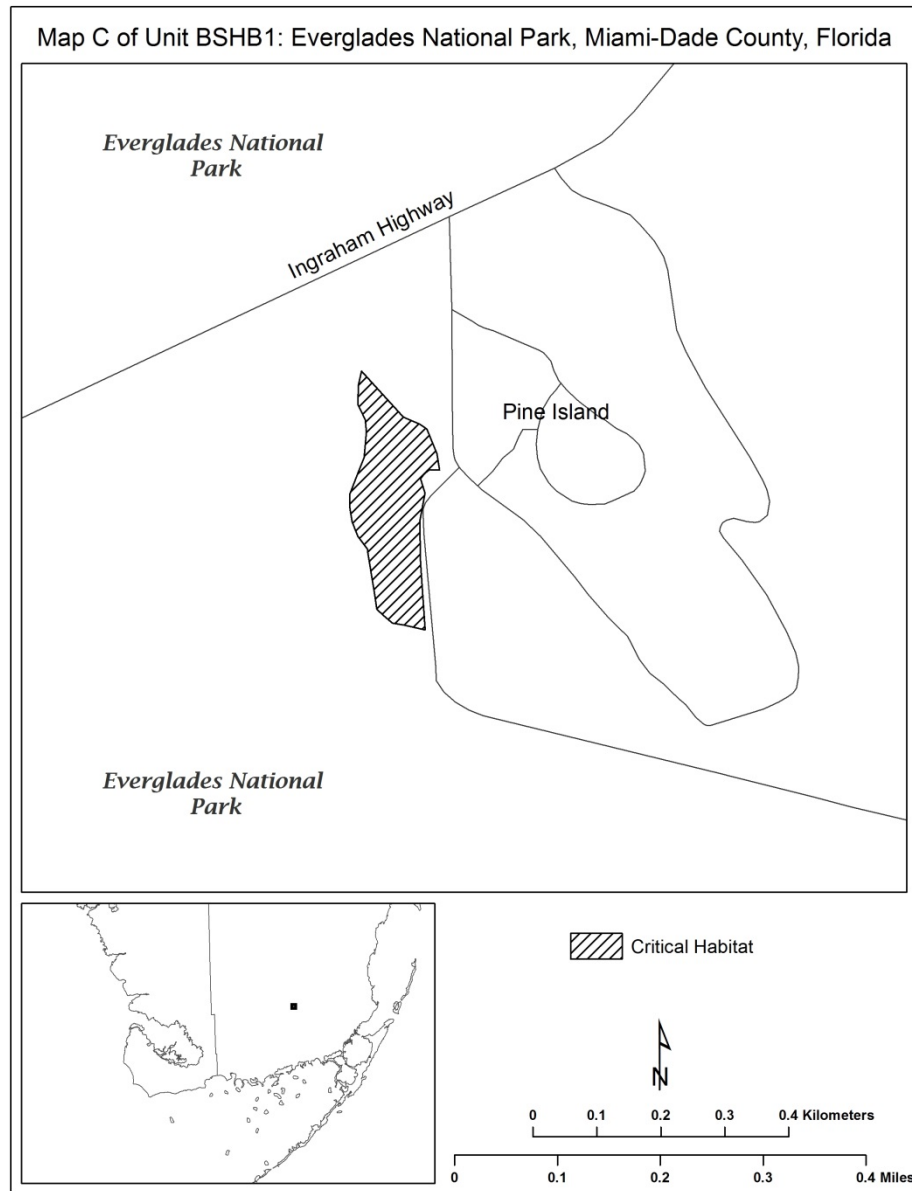 Map C of Unit BSHB1: Everglades National Park, Miami-Dade County, Florida
Everglades National
Park
Ingraham Highway
Pine Island
Everglades National
Park
Critical Habitat
N
0 0.1 0.2 0.3 0.4 Kilometers
0 0.1 0.2 0.3 0.4 Miles